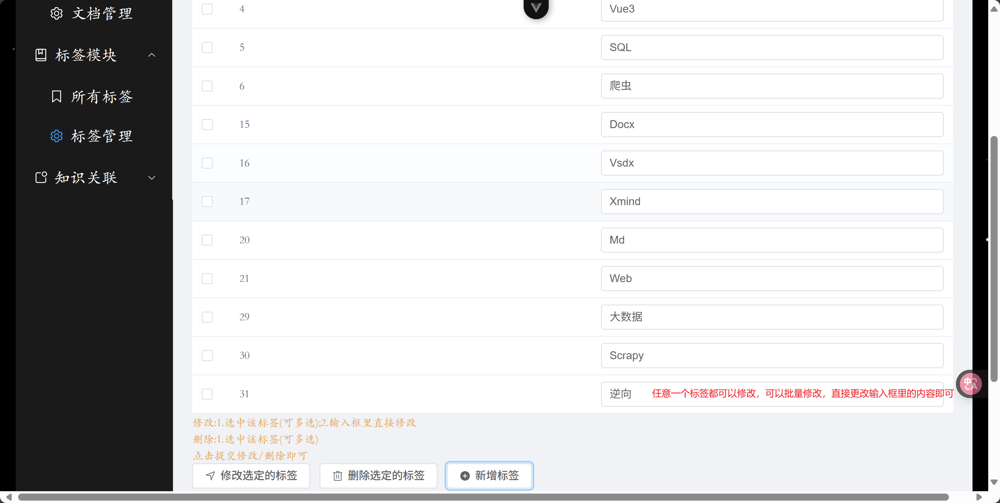 文档管理
标签模块
所有标签
标签管理
知识关联
4 Vue3
5 SQL
6 爬虫
15 Docx
16 Vsdx
17 Xmind
20 Md
21 Web
29 大数据
30 Scrapy
31 逆向 任意一个标签都可以修改，可以批量修改，直接更改输入框里的内容即可
修改:1.选中该标签(可多选);2.输入框里直接修改
删除:1.选中该标签(可多选)
点击提交修改/删除即可
修改选定的标签 删除选定的标签 新增标签
中A